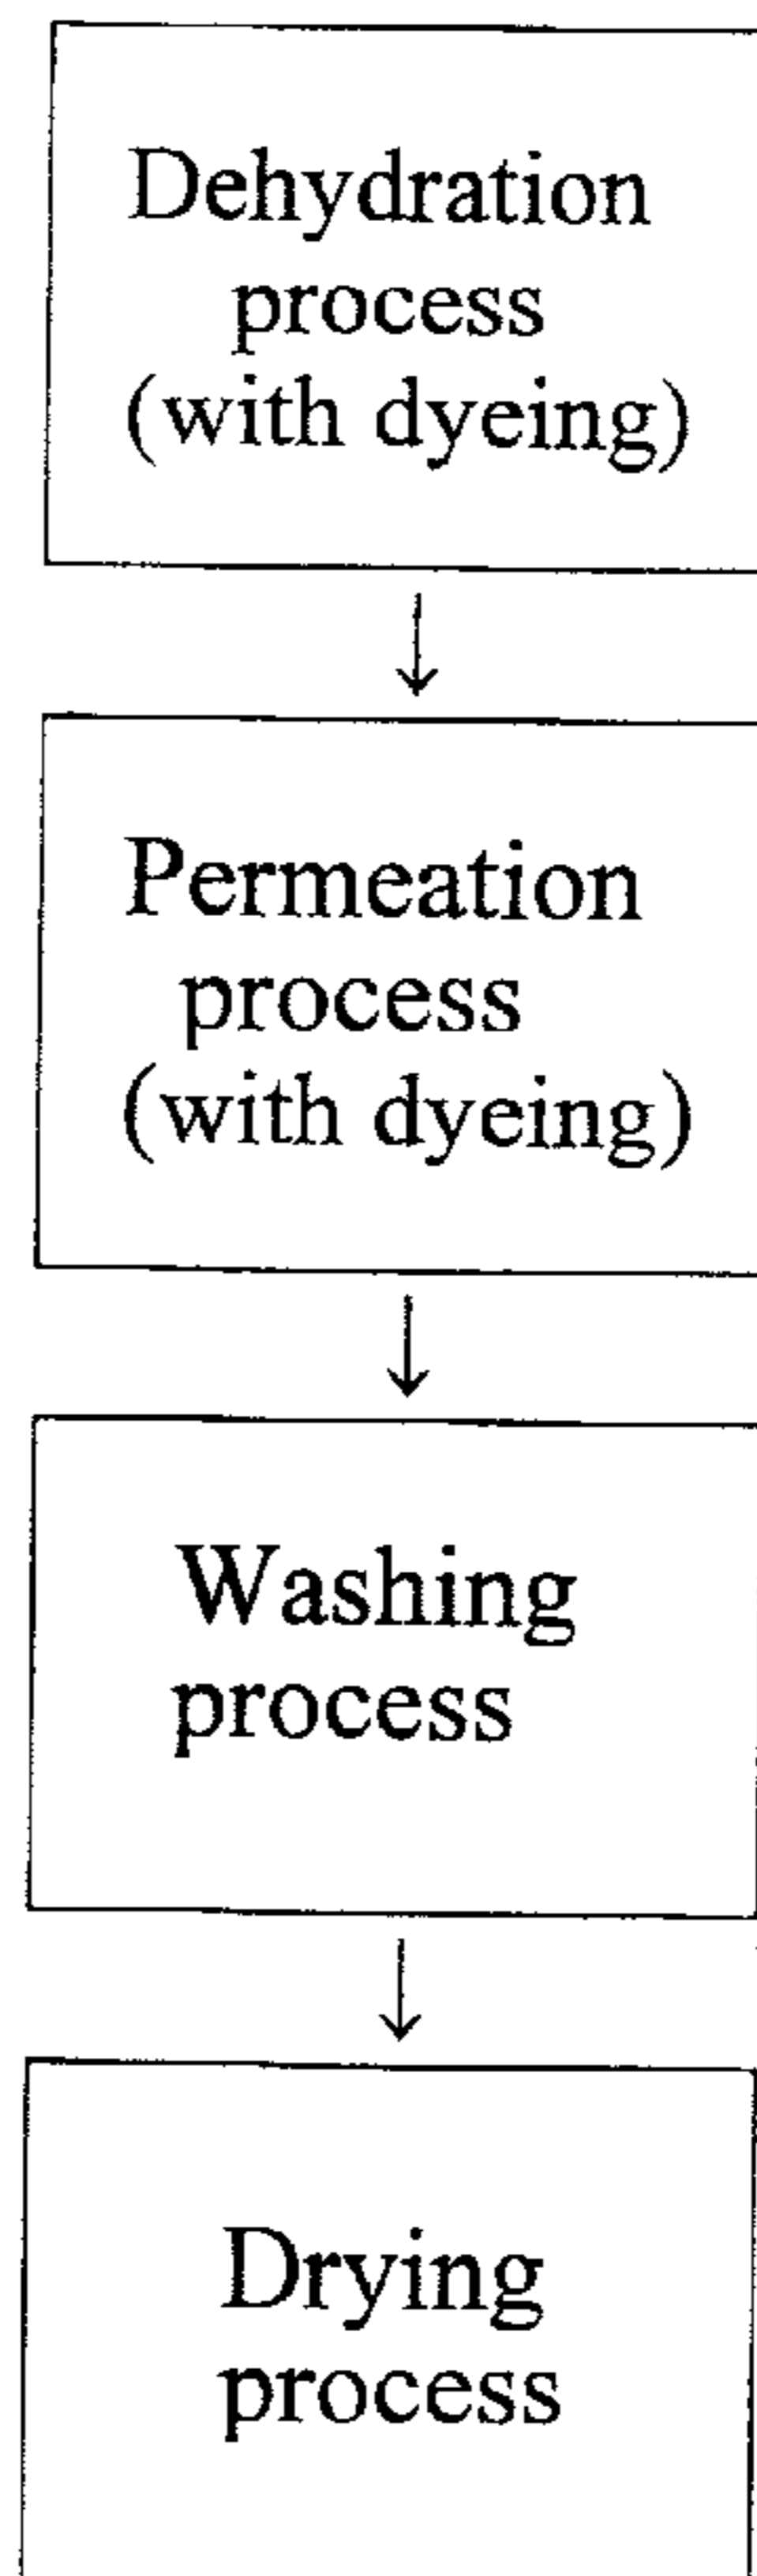 Dehydration
process
(with dyeing)
Permeation
process
(with dyeing)
Washing
process
Drying
process